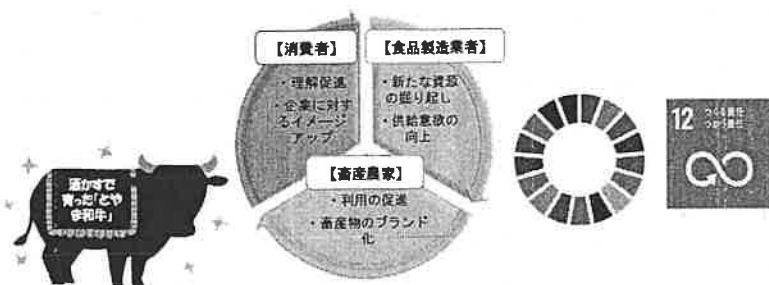 【消費者】
・理解促進
・企業に対す
るイメージ
アップ
【食品製造業者】
・新たな資源
の掘り起し
・供給意欲の
向上
【畜産農家】
・利用の促進
・畜産物のブランド
化
酒かすで
育った「とや
ま和牛」
12 つくる責任
つかう責任